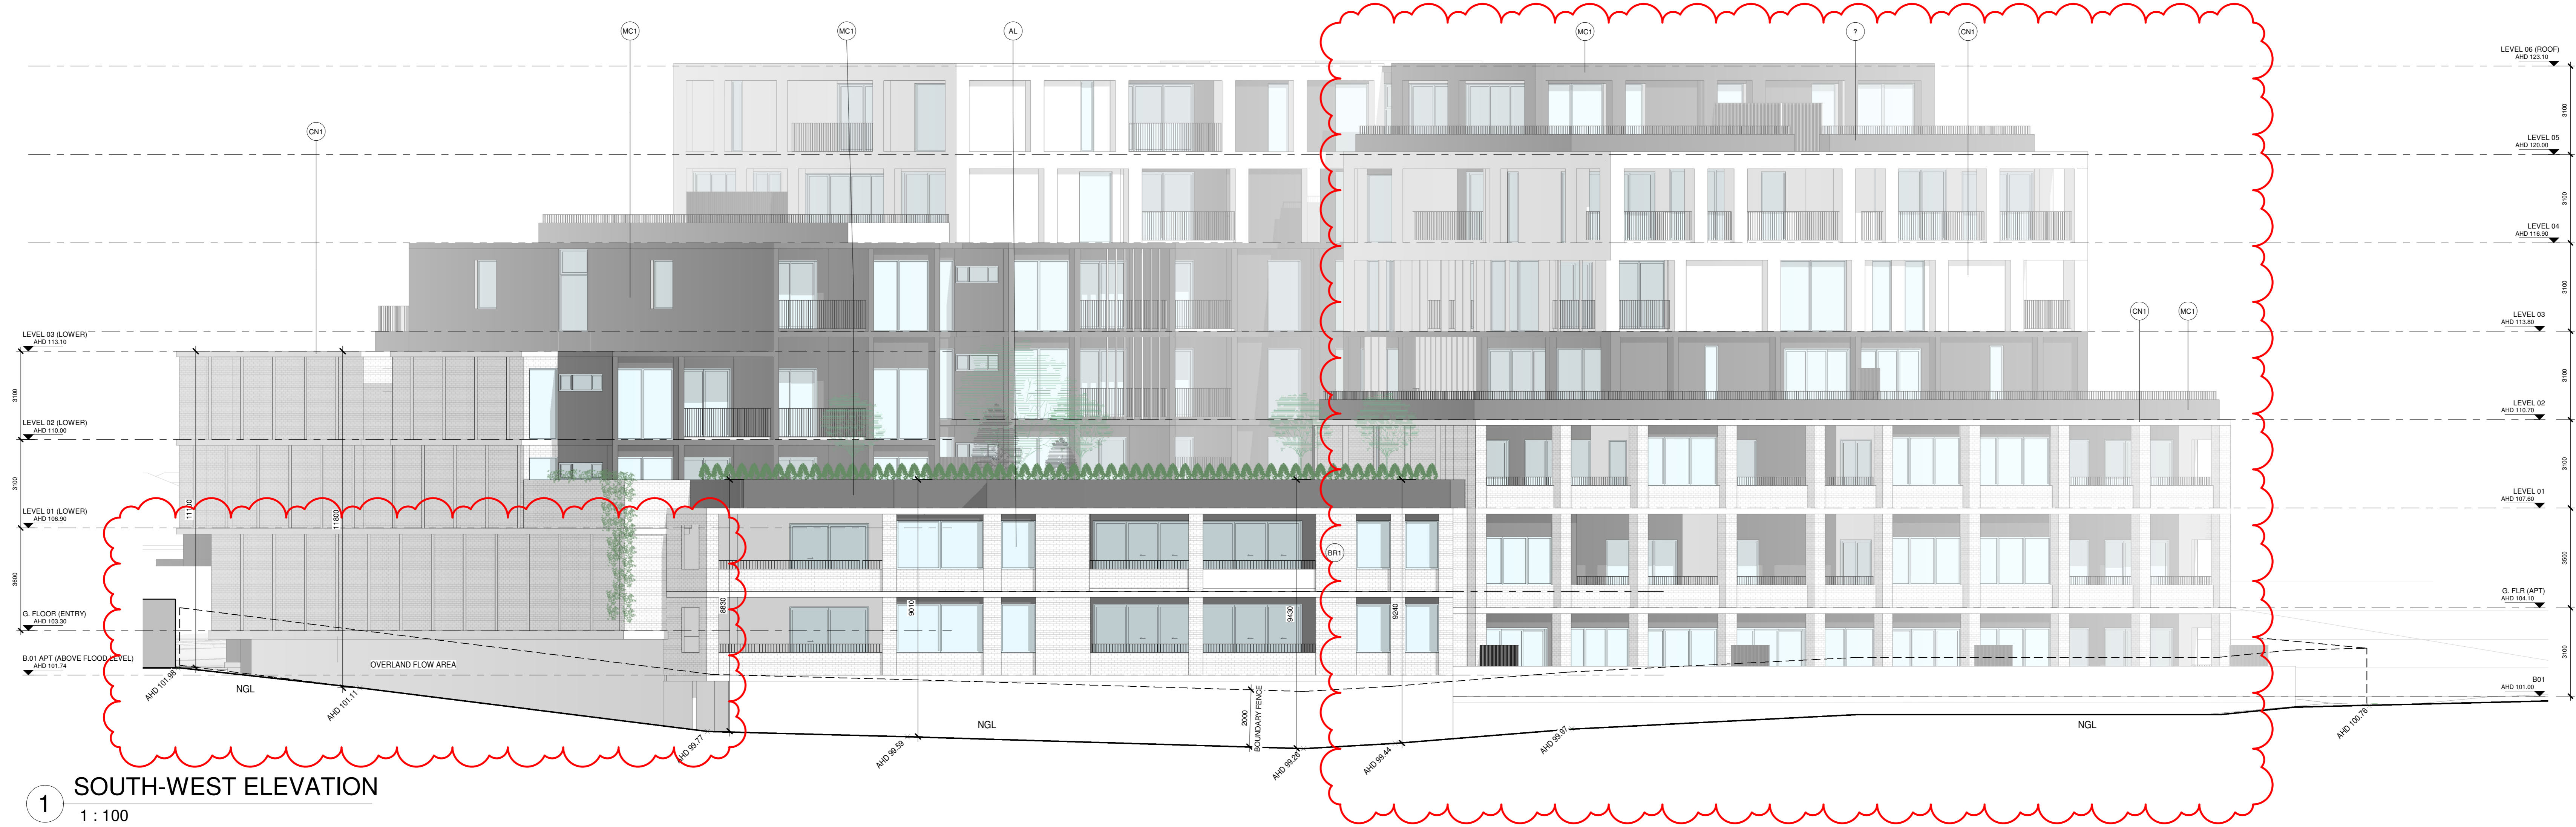 MC1
MC1
AL
MC1
?
CN1
LEVEL 06 (ROOF)
AHD 123.10
3100
CN1
LEVEL 05
AHD 120.00
3100
LEVEL 04
AHD 116.90
3100
CN1
MC1
LEVEL 03
AHD 113.80
LEVEL 03 (LOWER)
AHD 113.10
3100
3100
LEVEL 02
AHD 110.70
LEVEL 02 (LOWER)
AHD 110.00
3100
3100
LEVEL 01
AHD 107.60
LEVEL 01 (LOWER)
AHD 106.90
11800
BR1
3500
3600
G. FLR (APT)
AHD 104.10
G. FLOOR (ENTRY)
AHD 103.30
8830
9010
9430
9240
3100
B.01 APT (ABOVE FLOOD LEVEL)
AHD 101.74
OVERLAND FLOW AREA
B01
AHD 101.00
AHD 101.98
NGL
AHD 101.11
2000
BOUNDARY FENCE
NGL
NGL
AHD 99.77
AHD 99.59
AHD 99.26
AHD 99.44
AHD 99.97
AHD 100.76
1
SOUTH-WEST ELEVATION
1 : 100